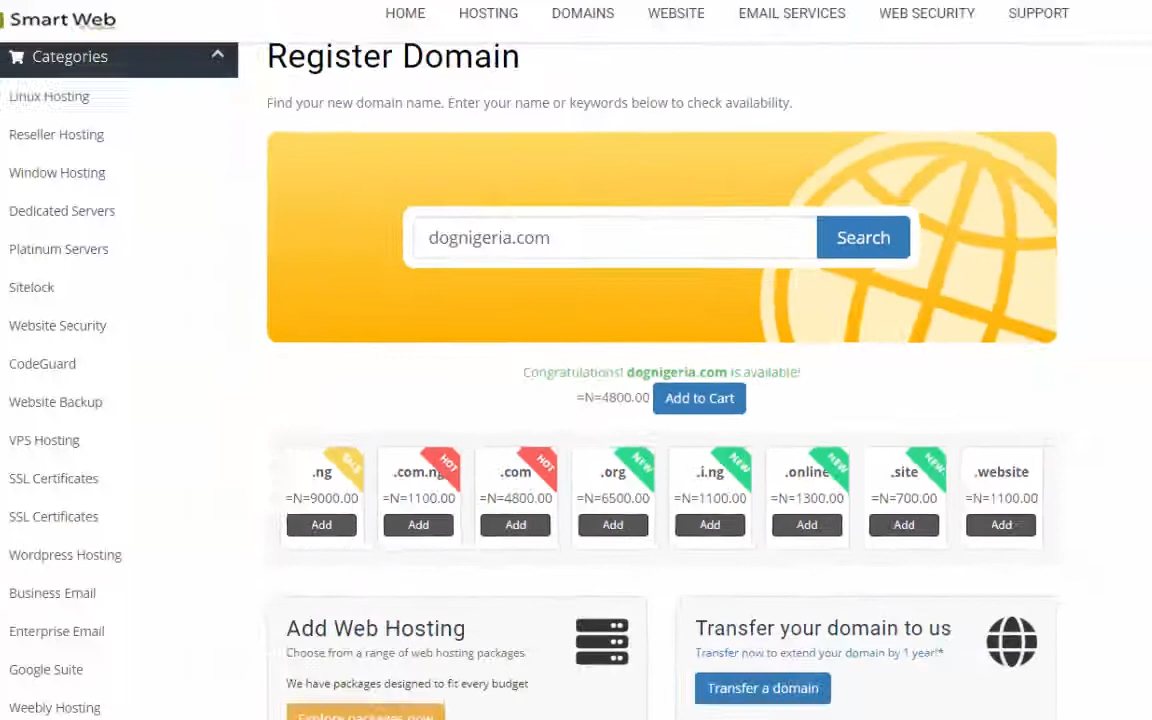 Smart Web
HOME HOSTING DOMAINS WEBSITE EMAIL SERVICES WEB SECURITY SUPPORT
Categories
Linux Hosting
Reseller Hosting
Window Hosting
Dedicated Servers
Platinum Servers
Sitelock
Website Security
CodeGuard
Website Backup
VPS Hosting
SSL Certificates
SSL Certificates
Wordpress Hosting
Business Email
Enterprise Email
Google Suite
Weebly Hosting
Register Domain
Find your new domain name. Enter your name or keywords below to check availability.
dognigeria.com Search
Congratulations! dognigeria.com is available!
=N=4800.00 Add to Cart
SALE HOT HOT NEW NEW NEW NEW
.ng .com.ng .com .org .i.ng .online .site .website
=N=9000.00 =N=1100.00 =N=4800.00 =N=6500.00 =N=1100.00 =N=1300.00 =N=700.00 =N=1100.00
Add Add Add Add Add Add Add Add
Add Web Hosting
Choose from a range of web hosting packages
We have packages designed to fit every budget
Explore packages now
Transfer your domain to us
Transfer now to extend your domain by 1 year!*
Transfer a domain